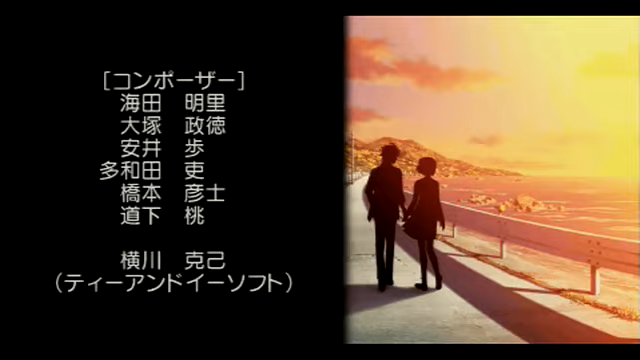 [コンポーザー]
海田 明里
大塚 政徳
安井 歩
多和田 吏
橋本 彦士
道下 桃
横川 克己
（ティーアンドイーソフト）